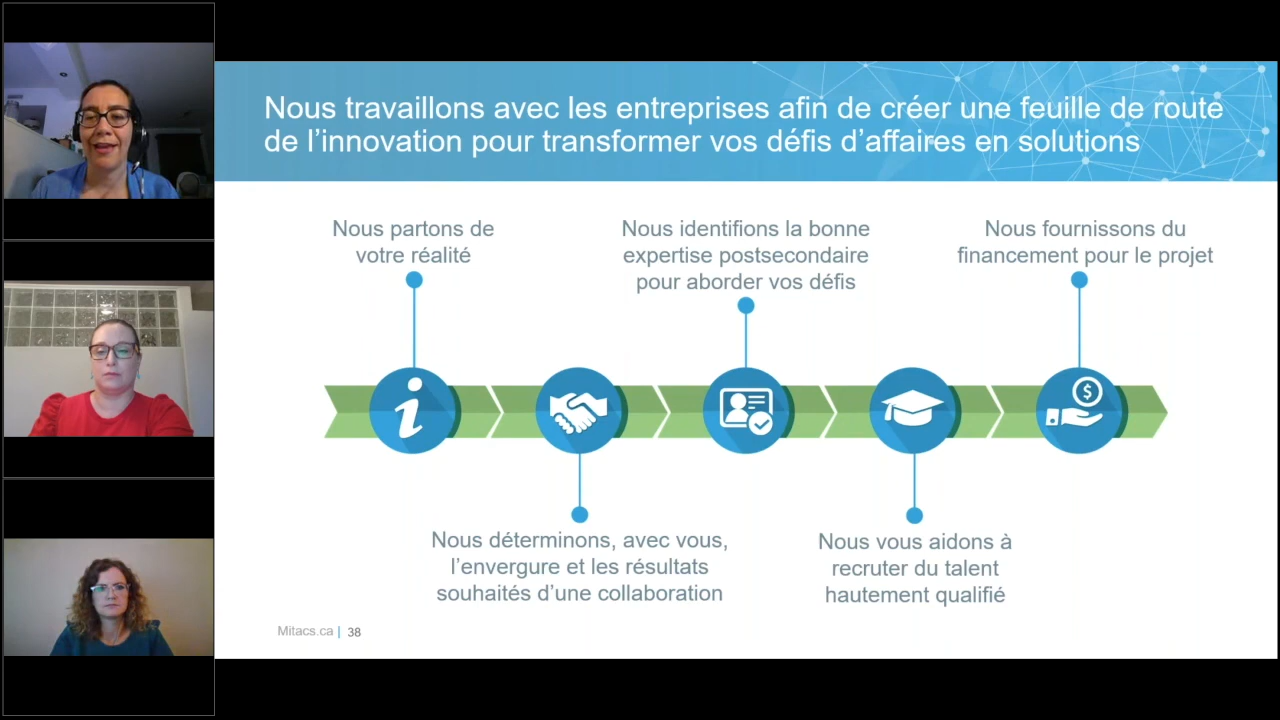 Nous travaillons avec les entreprises afin de créer une feuille de route
de l’innovation pour transformer vos défis d’affaires en solutions
Nous partons de
votre réalité
Nous déterminons, avec vous,
l’envergure et les résultats
souhaités d’une collaboration
Nous identifions la bonne
expertise postsecondaire
pour aborder vos défis
Nous vous aidons à
recruter du talent
hautement qualifié
Nous fournissons du
financement pour le projet
Mitacs.ca | 38